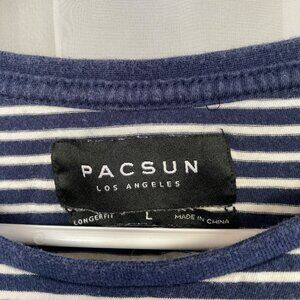 PACSUN
LOS ANGELES
LONGERFIT L MADE IN CHINA